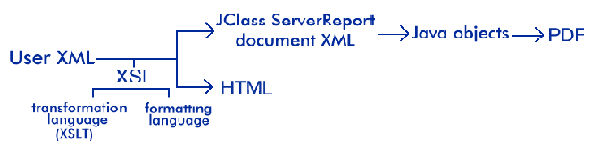 JClass ServerReport
document XML
Java objects
PDF
User XML
XSL
HTML
transformation
language
(XSLT)
formatting
language